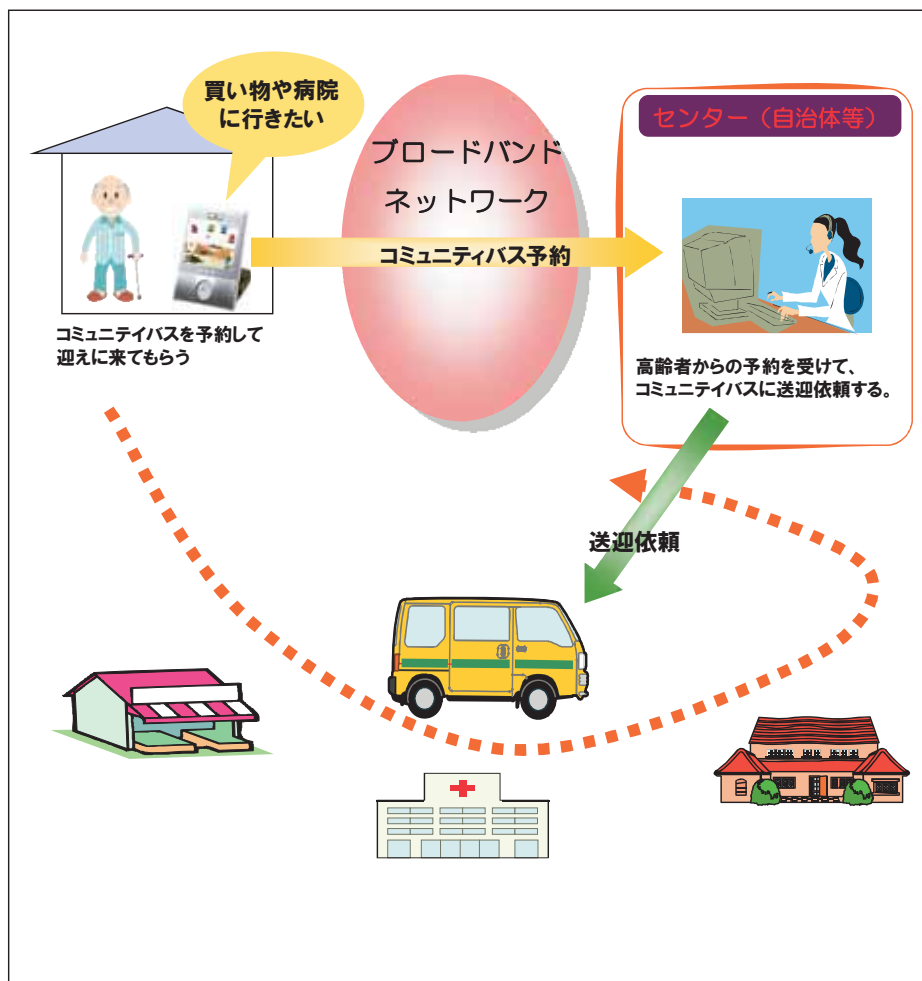 買い物や病院
に行きたい
ブロードバンド
ネットワーク
センター（自治体等）
コミュニティバス予約
コミュニテイバスを予約して
迎えに来てもらう
高齢者からの予約を受けて、
コミュニテイバスに送迎依頼する。
送迎依頼